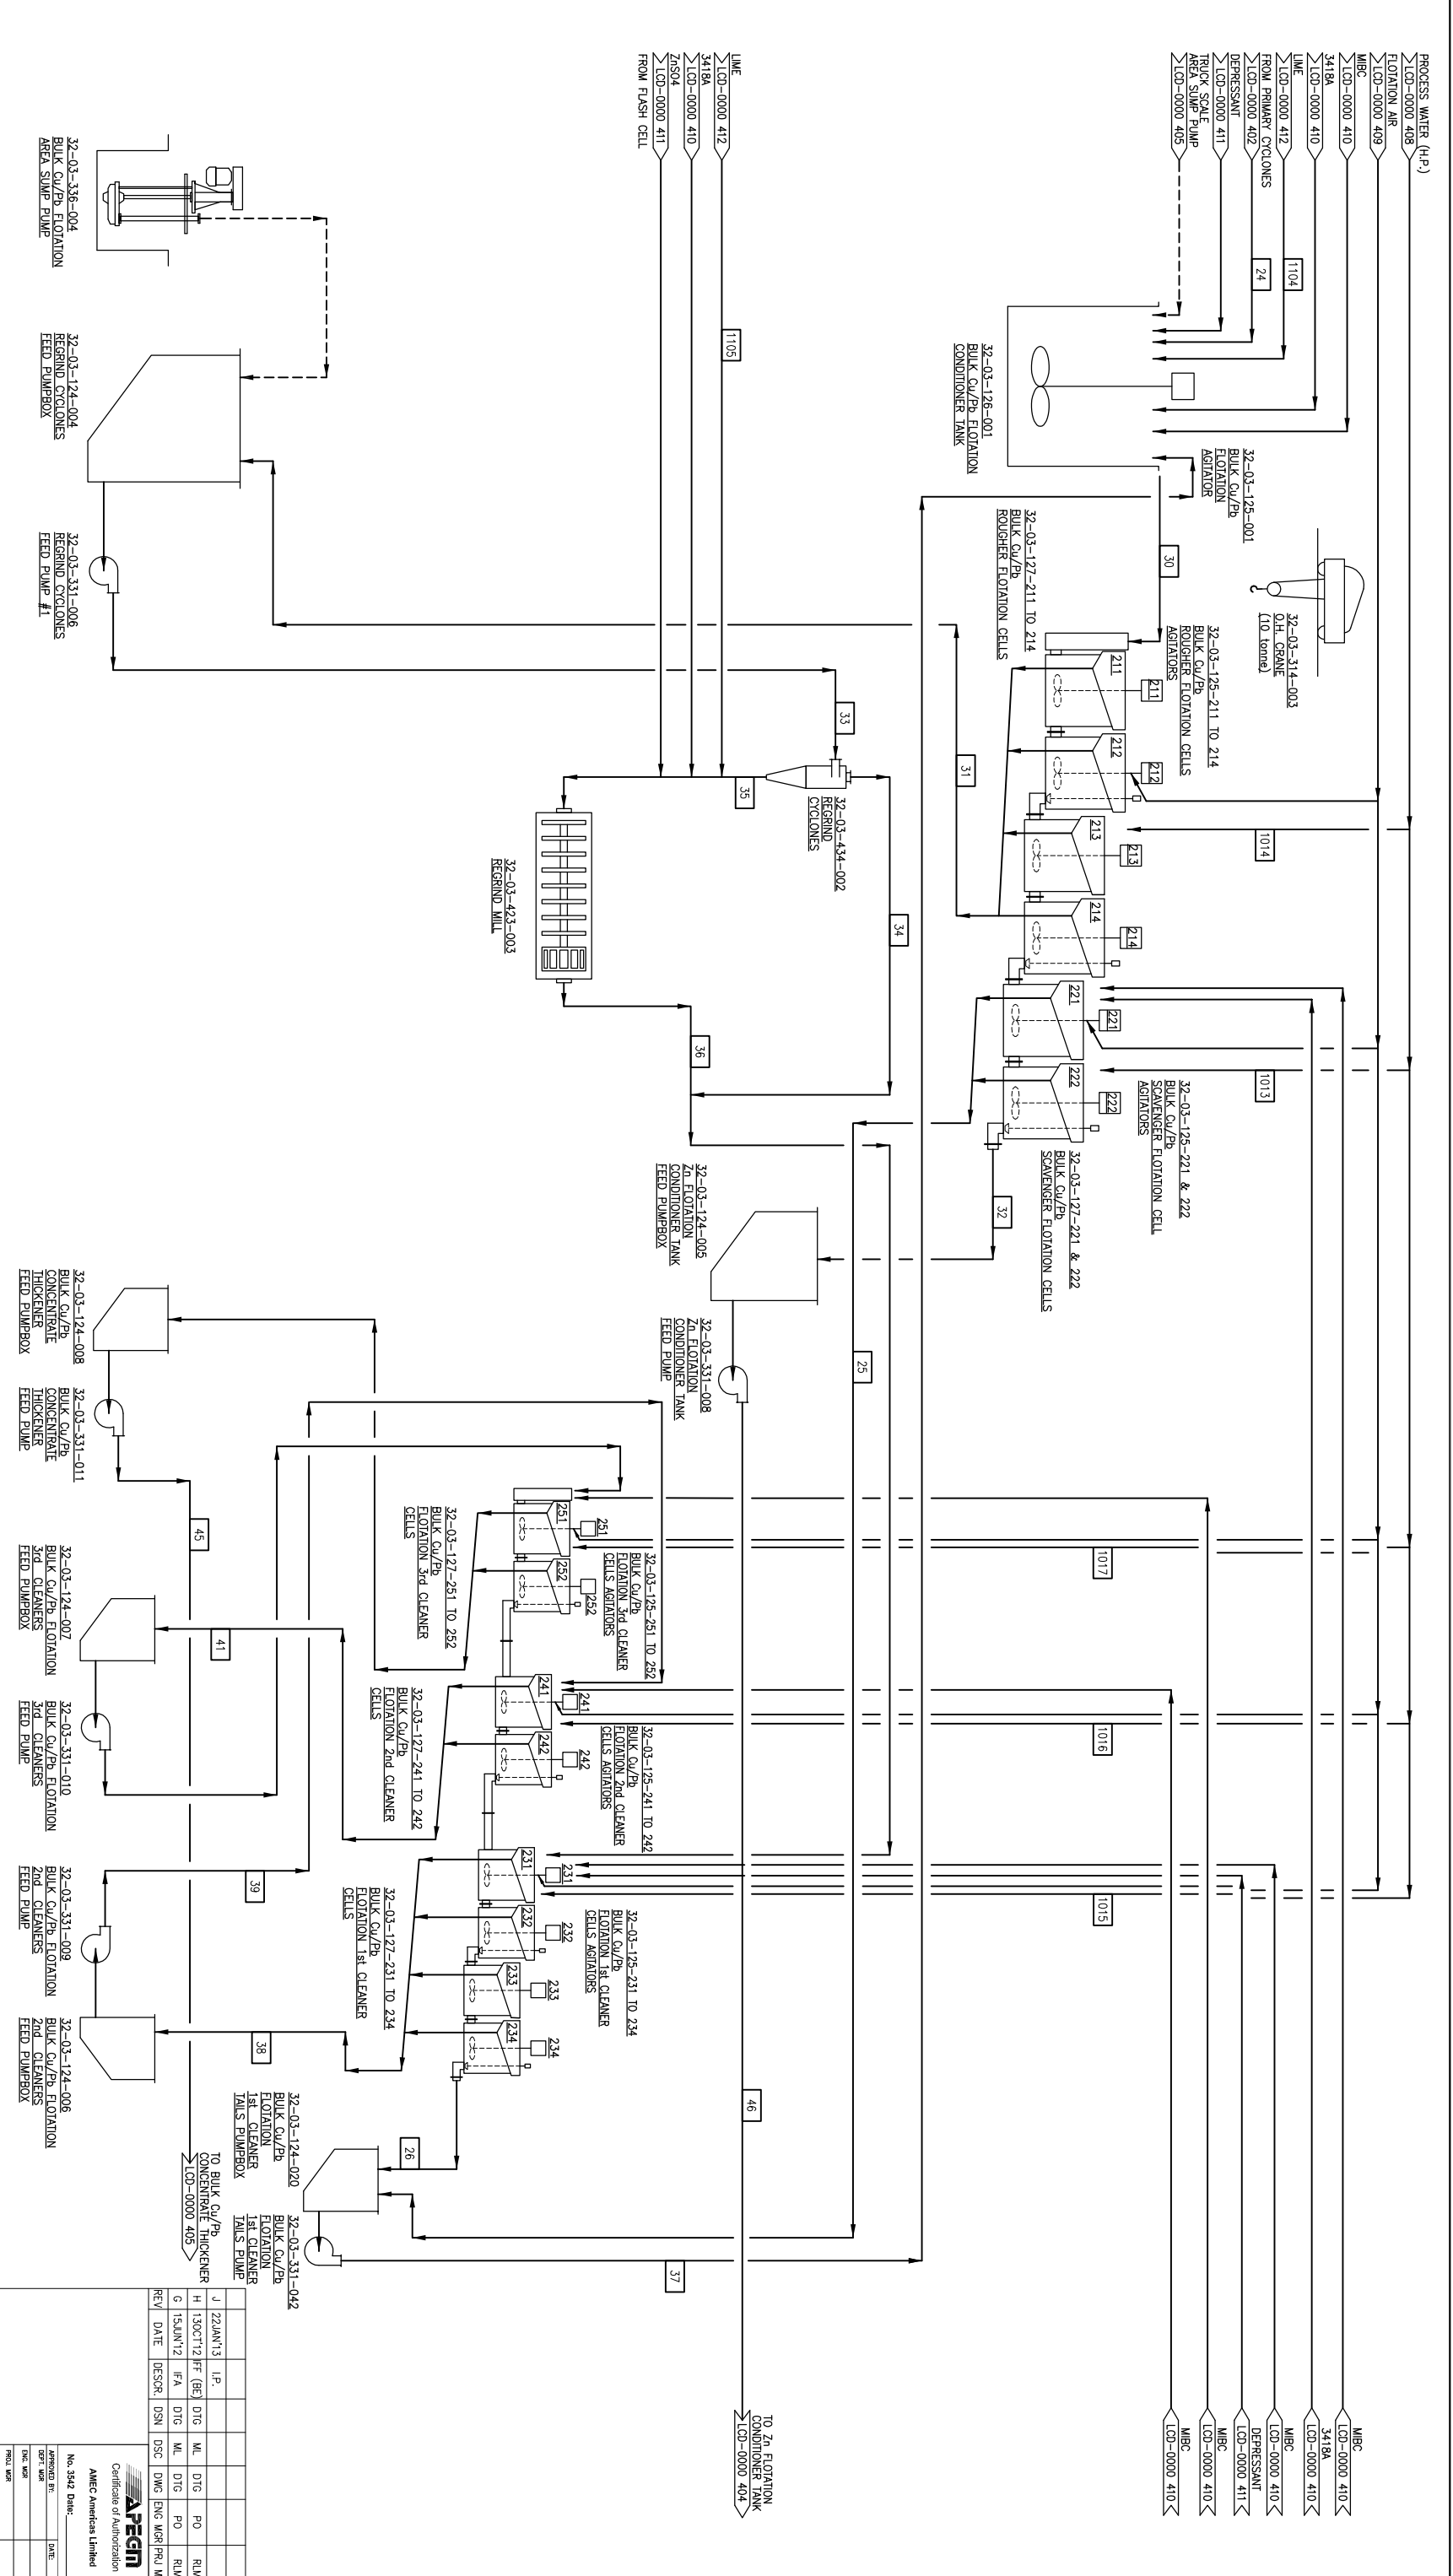 PROCESS WATER (H.P.)
LCD-0000 408
FLOTATION AIR
LCD-0000 409
MIBC
LCD-0000 410
3418A
LCD-0000 410
LIME
LCD-0000 412
FROM PRIMARY CYCLONES
LCD-0000 402
DEPRESSANT
LCD-0000 411
TRUCK SCALE
AREA SUMP PUMP
LCD-0000 405
1104
24
32-03-125-001
BULK Cu/Pb
FLOTATION
AGITATOR
32-03-126-001
BULK Cu/Pb FLOTATION
CONDITIONER TANK
30
32-03-314-003
O.H. CRANE
(10 tonne)
32-03-125-211 TO 214
BULK Cu/Pb
ROUGHER FLOTATION CELLS
AGITATORS
32-03-127-211 TO 214
BULK Cu/Pb
ROUGHER FLOTATION CELLS
211
211
212
212
213
213
214
214
221
221
222
222
1014
1013
31
32-03-125-221 & 222
BULK Cu/Pb
SCAVENGER FLOTATION CELL
AGITATORS
32-03-127-221 & 222
BULK Cu/Pb
SCAVENGER FLOTATION CELLS
32
25
MIBC
LCD-0000 410
3418A
LCD-0000 410
MIBC
LCD-0000 410
DEPRESSANT
LCD-0000 411
MIBC
LCD-0000 410
MIBC
LCD-0000 410
1017
1016
1015
LIME
LCD-0000 412
3418A
LCD-0000 410
ZnSO4
LCD-0000 411
FROM FLASH CELL
1105
33
32-03-434-002
REGRIND
CYCLONES
34
35
32-03-423-003
REGRIND MILL
36
32-03-124-005
Zn FLOTATION
CONDITIONER TANK
FEED PUMPBOX
32-03-331-008
Zn FLOTATION
CONDITIONER TANK
FEED PUMP
46
TO Zn FLOTATION
CONDITIONER TANK
LCD-0000 404
32-03-125-251 TO 252
BULK Cu/Pb
FLOTATION 3rd CLEANER
CELLS AGITATORS
251
251
252
252
32-03-127-251 TO 252
BULK Cu/Pb
FLOTATION 3rd CLEANER
CELLS
32-03-125-241 TO 242
BULK Cu/Pb
FLOTATION 2nd CLEANER
CELLS AGITATORS
241
241
242
242
32-03-127-241 TO 242
BULK Cu/Pb
FLOTATION 2nd CLEANER
CELLS
32-03-125-231 TO 234
BULK Cu/Pb
FLOTATION 1st CLEANER
CELLS AGITATORS
231
231
232
232
233
233
234
234
32-03-127-231 TO 234
BULK Cu/Pb
FLOTATION 1st CLEANER
CELLS
37
26
32-03-124-020
BULK Cu/Pb
FLOTATION
1st CLEANER
TAILS PUMPBOX
32-03-331-042
BULK Cu/Pb
FLOTATION
1st CLEANER
TAILS PUMP
32-03-336-004
BULK Cu/Pb FLOTATION
AREA SUMP PUMP
32-03-124-004
REGRIND CYCLONES
FEED PUMPBOX
32-03-331-006
REGRIND CYCLONES
FEED PUMP #1
32-03-124-008
BULK Cu/Pb
CONCENTRATE
THICKENER
FEED PUMPBOX
32-03-331-011
BULK Cu/Pb
CONCENTRATE
THICKENER
FEED PUMP
45
41
39
38
32-03-124-007
BULK Cu/Pb FLOTATION
3rd CLEANERS
FEED PUMPBOX
32-03-331-010
BULK Cu/Pb FLOTATION
3rd CLEANERS
FEED PUMP
32-03-331-009
BULK Cu/Pb FLOTATION
2nd CLEANERS
FEED PUMP
32-03-124-006
BULK Cu/Pb FLOTATION
2nd CLEANERS
FEED PUMPBOX
TO BULK Cu/Pb
CONCENTRATE THICKENER
LCD-0000 405
J 22JAN'13 I.P.
H 13OCT'12 IFF (BE) DTG ML DTG PO RLM
G 15JUN'12 IFA DTG ML DTG PO RLM
REV DATE DESCR. DSN DSC DWG ENG MGR PRJ M
APEGM
Certificate of Authorization
AMEC Americas Limited
No. 3542 Date:
APPROVED BY: DATE:
DEPT. MGR
ENG. MGR
PROJ. MGR